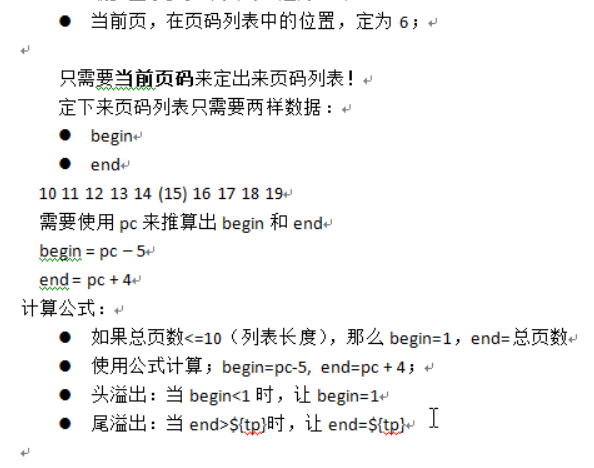 ● 当前页，在页码列表中的位置，定为 6；
只需要当前页码来定出来页码列表！
定下来页码列表只需要两样数据：
● begin
● end
10 11 12 13 14 (15) 16 17 18 19
需要使用 pc 来推算出 begin 和 end
begin = pc – 5
end = pc + 4
计算公式：
● 如果总页数<=10（列表长度），那么 begin=1，end=总页数
● 使用公式计算；begin=pc-5, end=pc + 4；
● 头溢出：当 begin<1 时，让 begin=1
● 尾溢出：当 end>${tp}时，让 end=${tp}